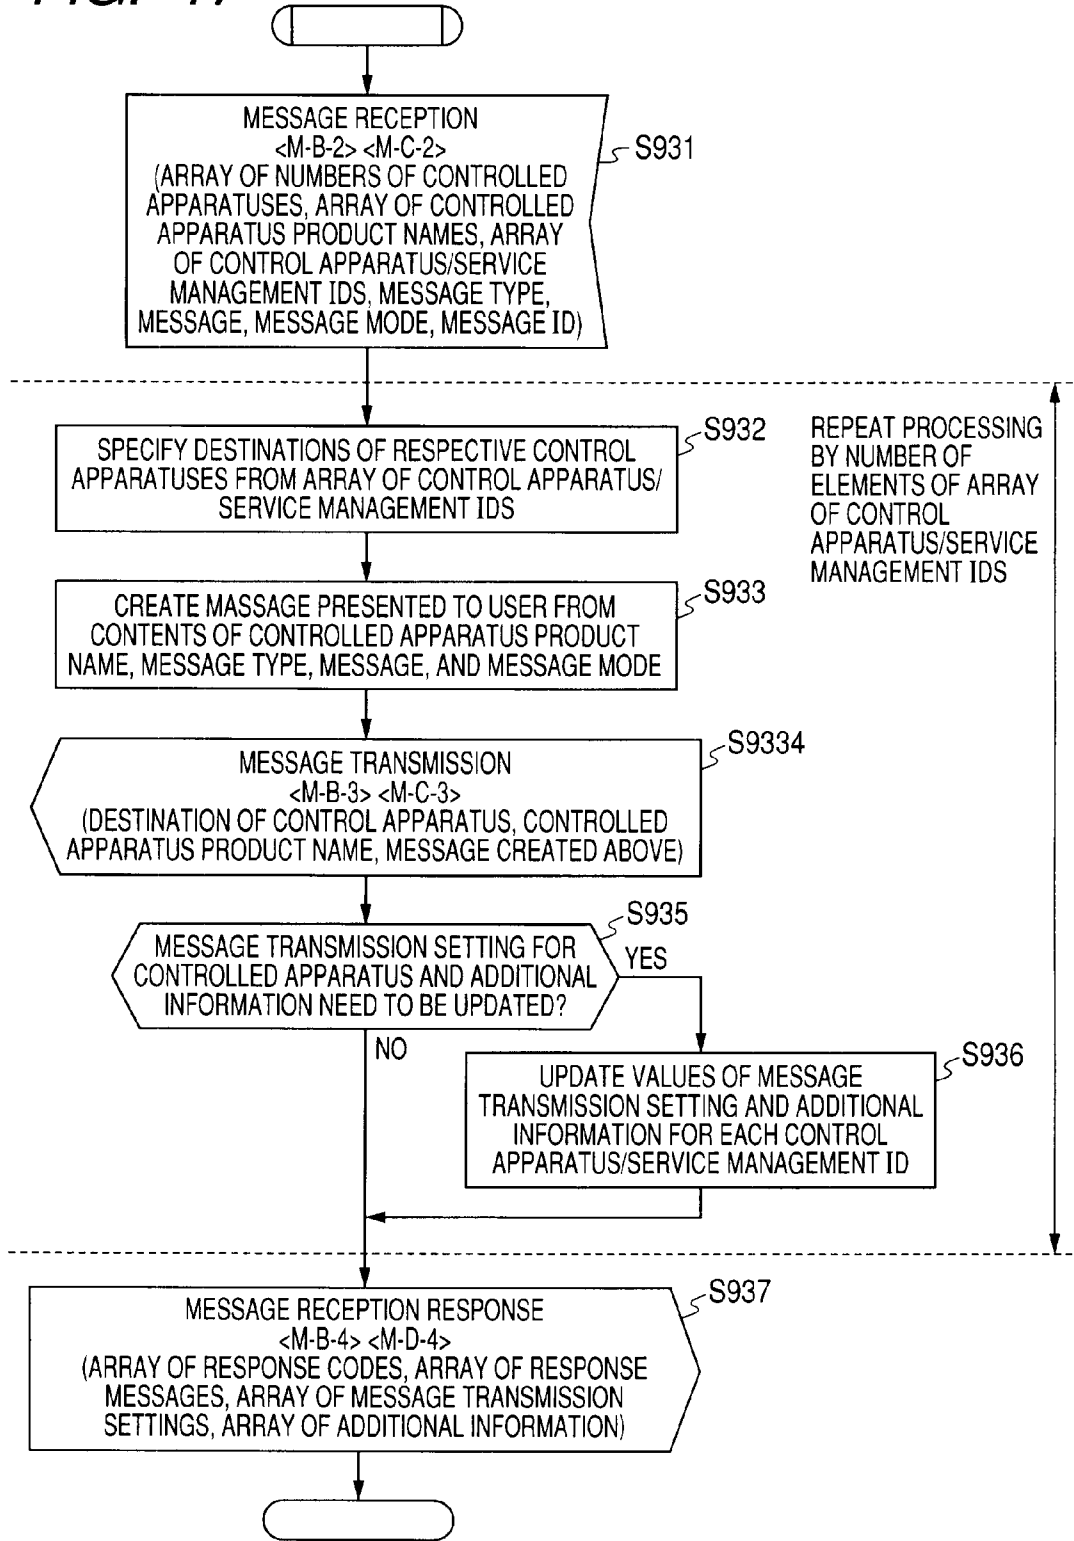 MESSAGE RECEPTION
<M-B-2> <M-C-2>
(ARRAY OF NUMBERS OF CONTROLLED
APPARATUSES, ARRAY OF CONTROLLED
APPARATUS PRODUCT NAMES, ARRAY
OF CONTROL APPARATUS/SERVICE
MANAGEMENT IDS, MESSAGE TYPE,
MESSAGE, MESSAGE MODE, MESSAGE ID)
S931
SPECIFY DESTINATIONS OF RESPECTIVE CONTROL
APPARATUSES FROM ARRAY OF CONTROL APPARATUS/
SERVICE MANAGEMENT IDS
S932
REPEAT PROCESSING
BY NUMBER OF
ELEMENTS OF ARRAY
OF CONTROL
APPARATUS/SERVICE
MANAGEMENT IDS
CREATE MASSAGE PRESENTED TO USER FROM
CONTENTS OF CONTROLLED APPARATUS PRODUCT
NAME, MESSAGE TYPE, MESSAGE, AND MESSAGE MODE
S933
MESSAGE TRANSMISSION
<M-B-3> <M-C-3>
(DESTINATION OF CONTROL APPARATUS, CONTROLLED
APPARATUS PRODUCT NAME, MESSAGE CREATED ABOVE)
S9334
MESSAGE TRANSMISSION SETTING FOR
CONTROLLED APPARATUS AND ADDITIONAL
INFORMATION NEED TO BE UPDATED?
S935
YES
NO
UPDATE VALUES OF MESSAGE
TRANSMISSION SETTING AND ADDITIONAL
INFORMATION FOR EACH CONTROL
APPARATUS/SERVICE MANAGEMENT ID
S936
MESSAGE RECEPTION RESPONSE
<M-B-4> <M-D-4>
(ARRAY OF RESPONSE CODES, ARRAY OF RESPONSE
MESSAGES, ARRAY OF MESSAGE TRANSMISSION
SETTINGS, ARRAY OF ADDITIONAL INFORMATION)
S937